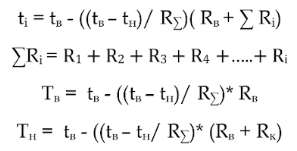 tᵢ = tв - ((tв – tн)/ R∑)( Rв + ∑ Rᵢ)
∑Rᵢ = R1 + R2 + R3 + R4 +.....+ Rᵢ
Tв = tв - ((tв – tн)/ R∑)* Rв
Tн = tв - ((tв – tн/ R∑)* (Rв + Rк)